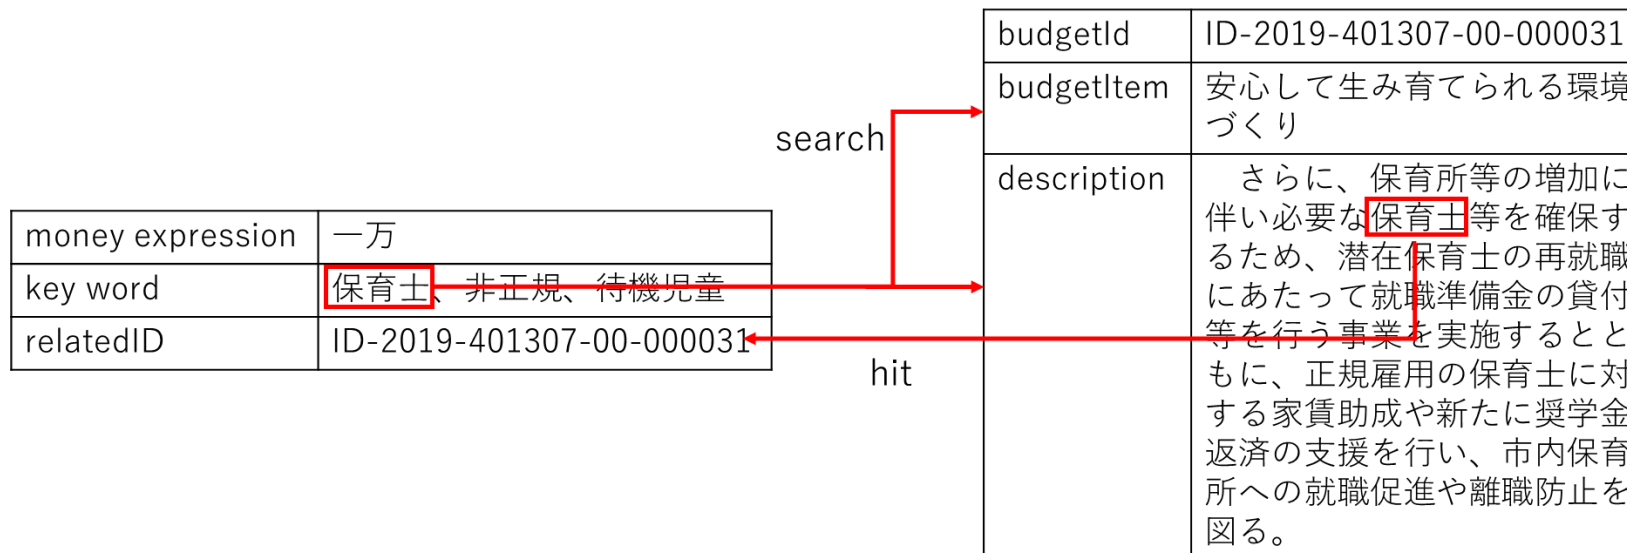 money expression 一万
key word 保育士、非正規、待機児童
relatedID ID-2019-401307-00-000031
search
hit
budgetId ID-2019-401307-00-000031
budgetItem 安心して生み育てられる環境
づくり
description さらに、保育所等の増加に
伴い必要な保育士等を確保す
るため、潜在保育士の再就職
にあたって就職準備金の貸付
等を行う事業を実施するとと
もに、正規雇用の保育士に対
する家賃助成や新たに奨学金
返済の支援を行い、市内保育
所への就職促進や離職防止を
図る。